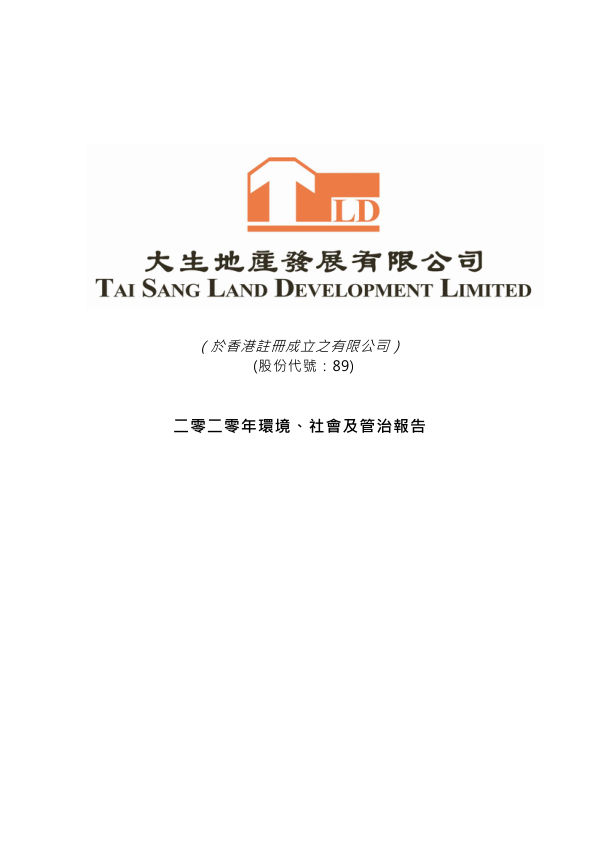 LD
大生地產發展有限公司
TAI SANG LAND DEVELOPMENT LIMITED
(於香港註冊成立之有限公司)
(股份代號：89)
二零二零年環境、社會及管治報告